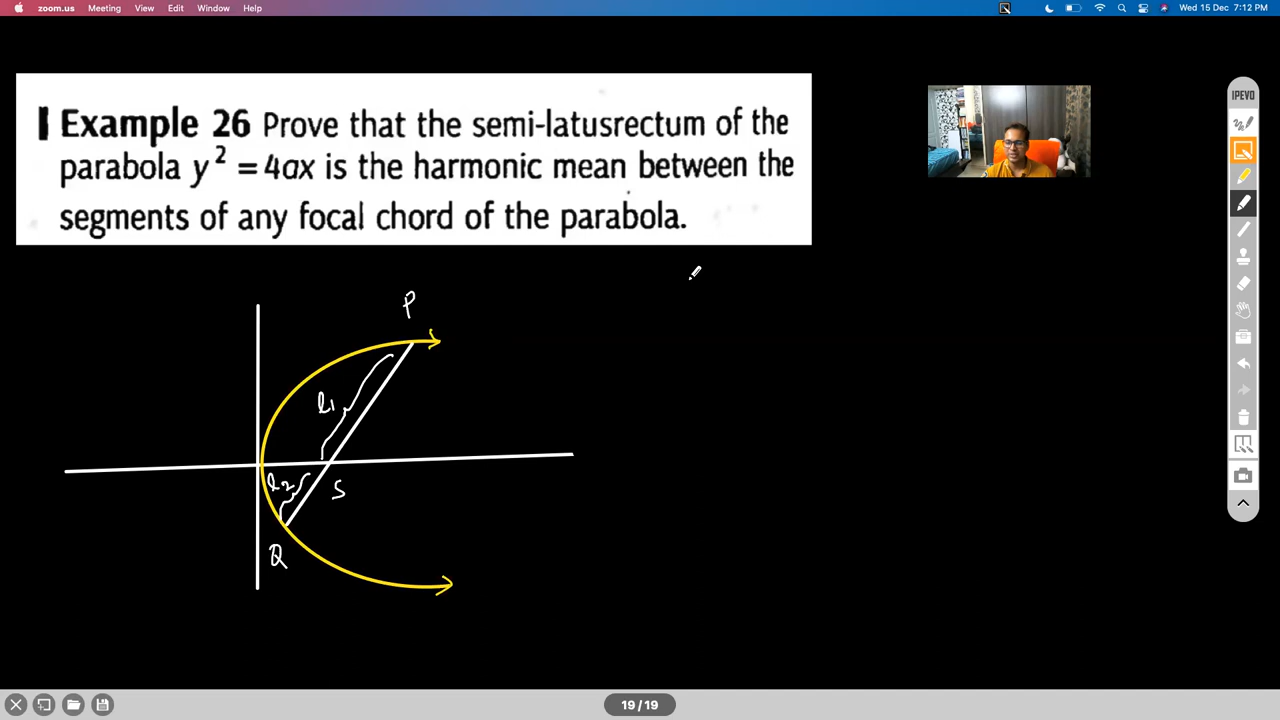 zoom.us Meeting View Edit Window Help
Wed 15 Dec 7:12 PM
Example 26 Prove that the semi-latusrectum of the
parabola y² = 4ax is the harmonic mean between the
segments of any focal chord of the parabola.
IPEVO
P
l1
l2
S
Q
19 / 19